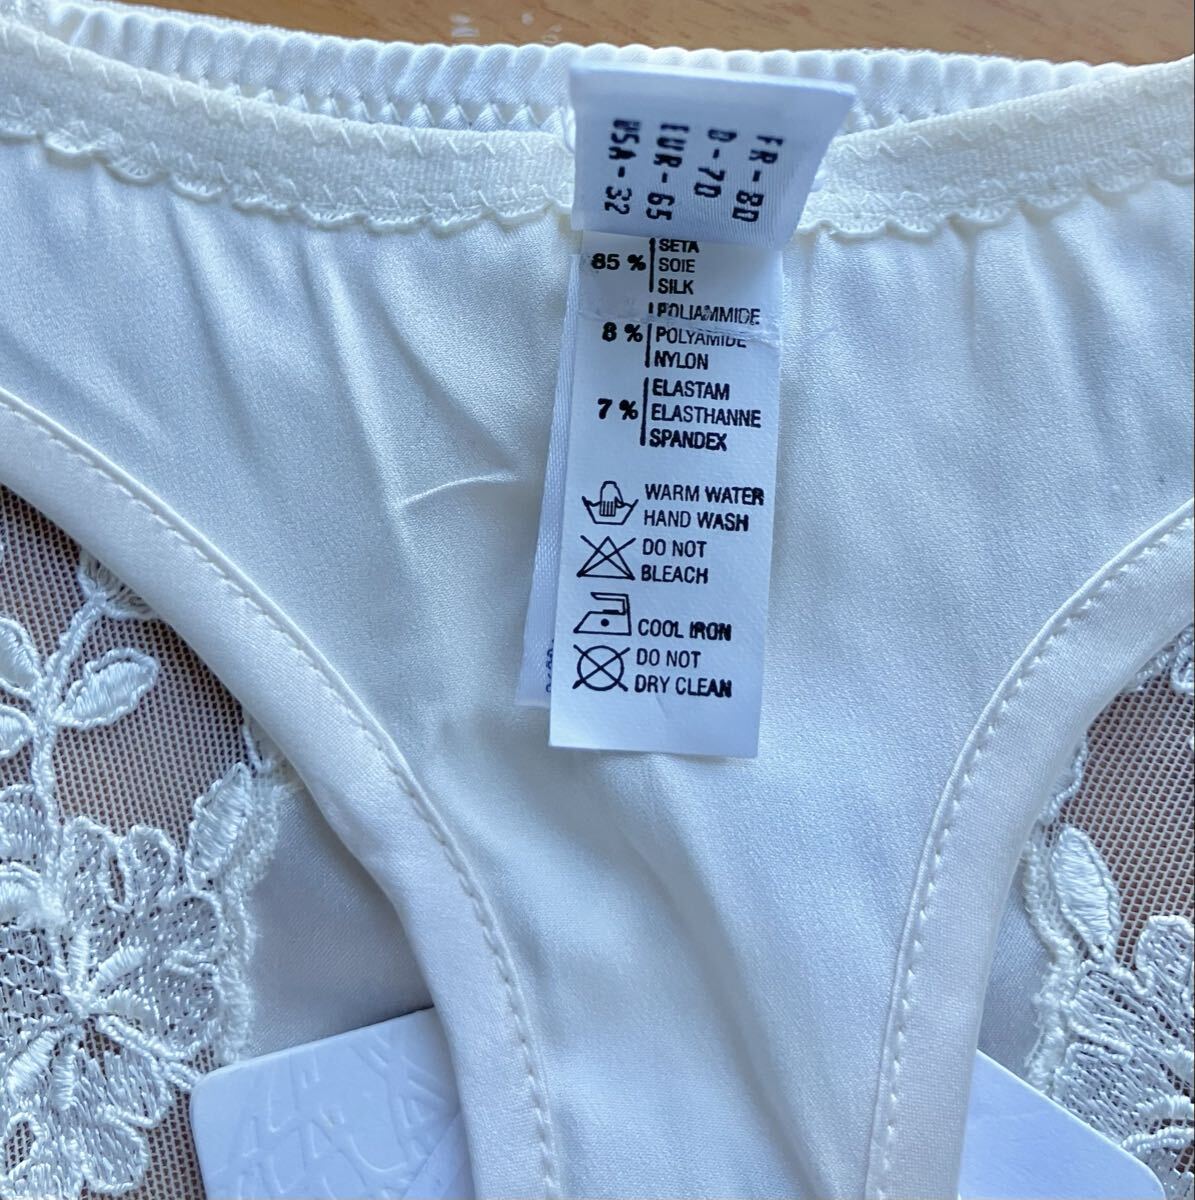 FR-80
D-70
EUR-65
USA-32
SETA
85 % SOIE
SILK
POLIAMMIDE
8 % POLYAMIDE
NYLON
ELASTAM
7 % ELASTHANNE
SPANDEX
WARM WATER
HAND WASH
DO NOT
BLEACH
COOL IRON
DO NOT
DRY CLEAN